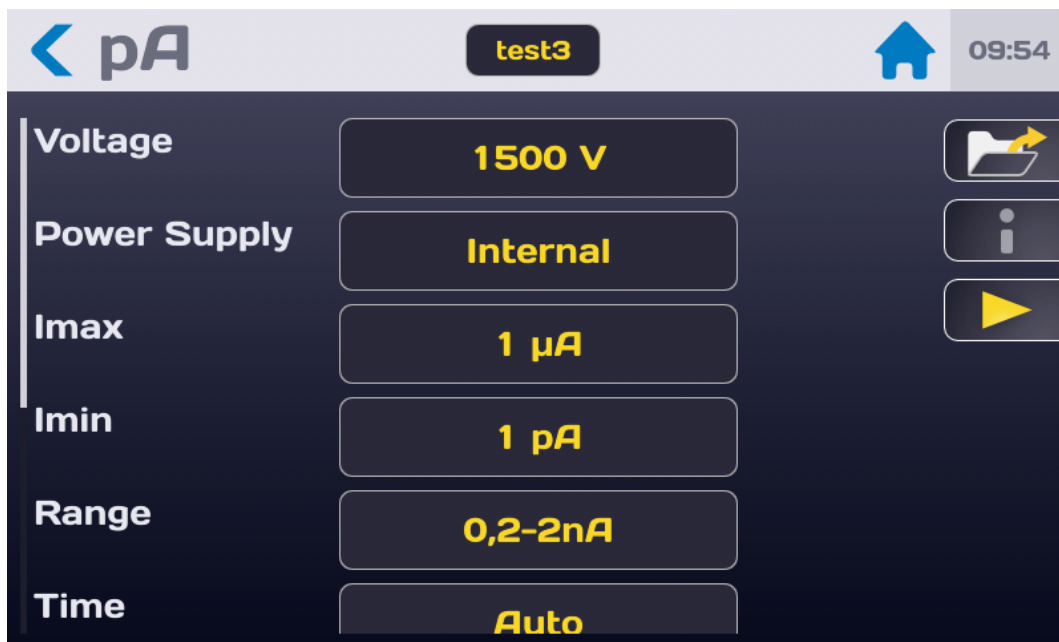 pA
test3
09:54
Voltage
1500 V
Power Supply
Internal
Imax
1 µA
Imin
1 pA
Range
0,2-2nA
Time
Auto